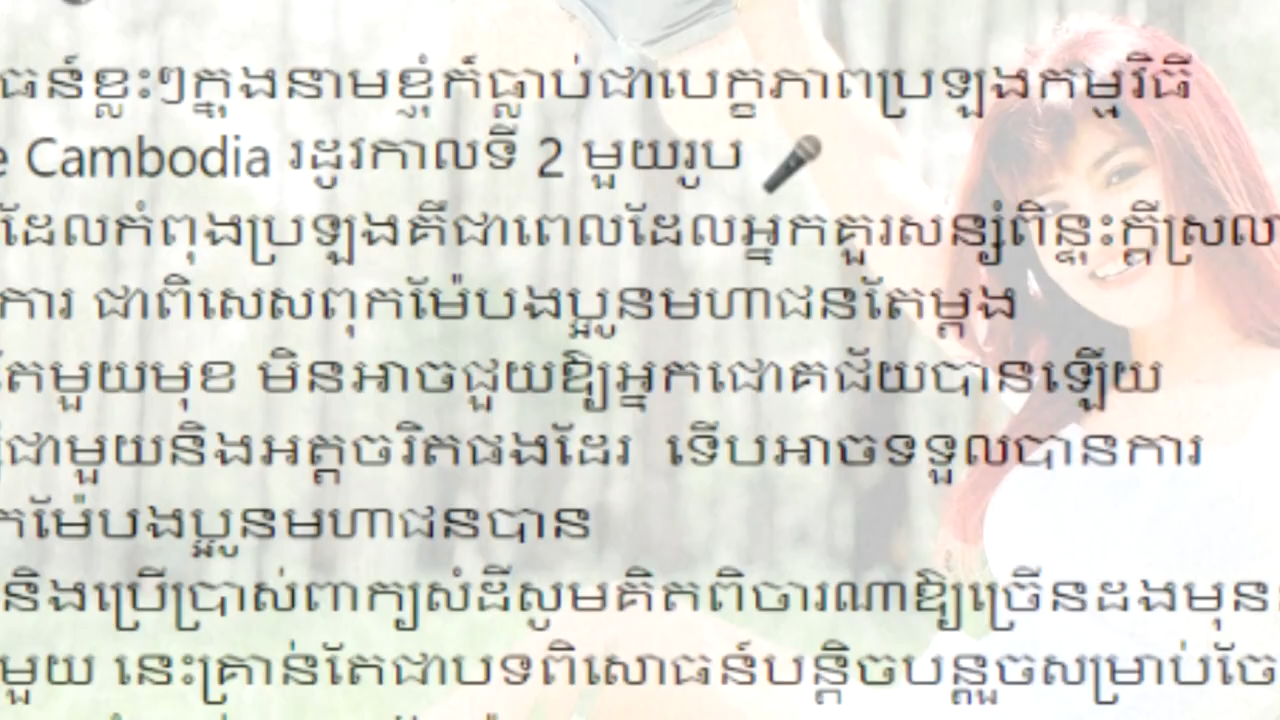 ធន៍ខ្លះៗក្នុងនាមខ្ញុំក៍ធ្លាប់ជាបេក្ខភាពប្រឡងកម្មវិធី
e Cambodia រដូវកាលទី 2 មួយរូប
ដែលកំពុងប្រឡងគឺជាពេលដែលអ្នកគួរសន្សំពិន្ទុះក្តីស្រល
ការ ជាពិសេសពុកម៉ែបងប្អូនមហាជនតែម្តង
តែមួយមុខ មិនអាចជួយឱ្យអ្នកជោគជ័យបានឡើយ
ជាមួយនិងអត្តចរិតផងដែរ ទើបអាចទទួលបានការ
កម៉ែបងប្អូនមហាជនបាន
និងប្រើប្រាស់ពាក្យសំដីសូមគិតពិចារណាឱ្យច្រើនដងមុន
មួយ នេះគ្រាន់តែជាបទពិសោធន៍បន្តិចបន្តួចសម្រាប់ចែ